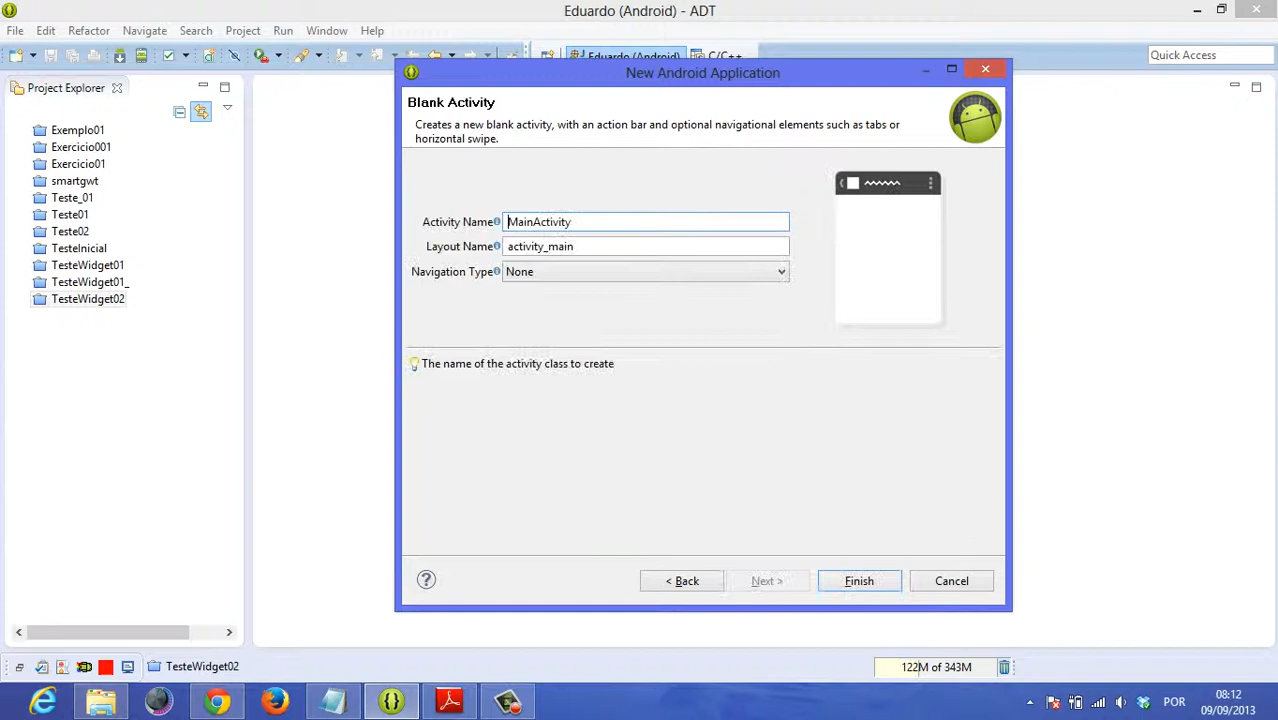 Eduardo (Android) - ADT
File Edit Refactor Navigate Search Project Run Window Help
Eduardo (Android) C/C++ Quick Access
Project Explorer
Exemplo01
Exercicio001
Exercicio01
smartgwt
Teste_01
Teste01
Teste02
TesteInicial
TesteWidget01
TesteWidget01_
TesteWidget02
New Android Application
Blank Activity
Creates a new blank activity, with an action bar and optional navigational elements such as tabs or
horizontal swipe.
Activity Name MainActivity
Layout Name activity_main
Navigation Type None
The name of the activity class to create
< Back Next > Finish Cancel
TesteWidget02
122M of 343M
POR
08:12
09/09/2013